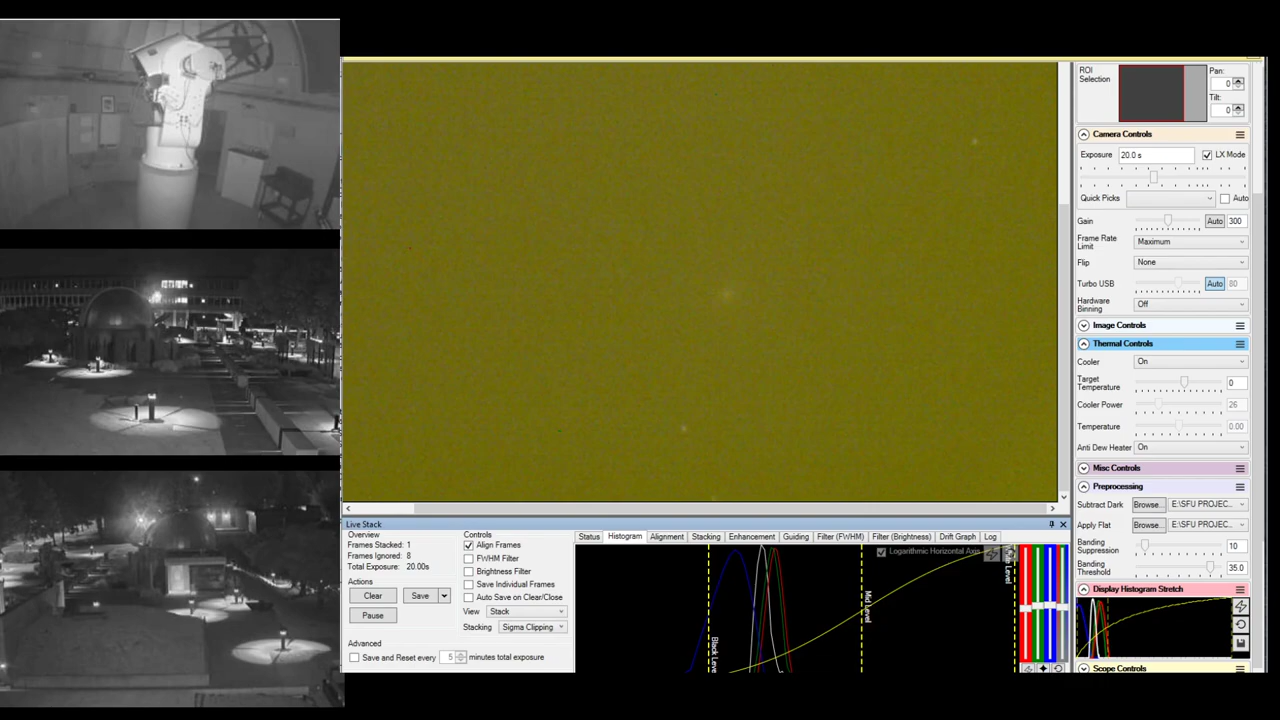 ROI Selection
Pan:
0
Tilt:
0
Camera Controls
Exposure 20.0 s LX Mode
Quick Picks Auto
Gain Auto 300
Frame Rate Limit Maximum
Flip None
Turbo USB Auto 80
Hardware Binning Off
Image Controls
Thermal Controls
Cooler On
Target Temperature 0
Cooler Power 26
Temperature 0.00
Anti Dew Heater On
Misc Controls
Preprocessing
Subtract Dark Browse... E:\SFU PROJEC...
Apply Flat Browse... E:\SFU PROJEC...
Banding Suppression 10
Banding Threshold 35.0
Display Histogram Stretch
Scope Controls
Live Stack
Overview
Frames Stacked: 1
Frames Ignored: 8
Total Exposure: 20.00s
Actions
Clear Save
Pause
Advanced
Save and Reset every 5 minutes total exposure
Controls
Align Frames
FWHM Filter
Brightness Filter
Save Individual Frames
Auto Save on Clear/Close
View Stack
Stacking Sigma Clipping
Status Histogram Alignment Stacking Enhancement Guiding Filter (FWHM) Filter (Brightness) Drift Graph Log
Logarithmic Horizontal Axis
Black Level
Mid Level